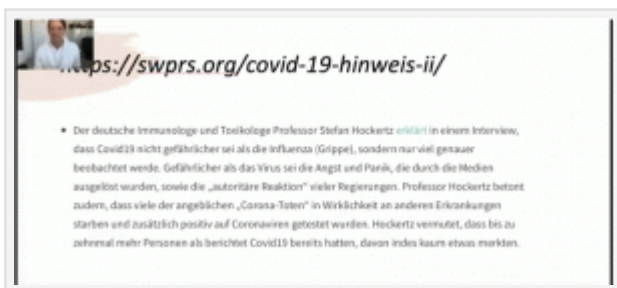 ps://swprs.org/covid-19-hinweis-ii/
• Der deutsche Immunologe und Toxikologe Professor Stefan Hockertz erklärt in einem Interview,
dass Covid19 nicht gefährlicher sei als die Influenza (Grippe), sondern nur viel genauer
beobachtet werde. Gefährlicher als das Virus sei die Angst und Panik, die durch die Medien
ausgelöst wurden, sowie die „autoritäre Reaktion" vieler Regierungen. Professor Hockertz betont
zudem, dass viele der angeblichen „Corona-Toten" in Wirklichkeit an anderen Erkrankungen
starben und zusätzlich positiv auf Coronaviren getestet wurden. Hockertz vermutet, dass bis zu
zehnmal mehr Personen als berichtet Covid19 bereits hatten, davon indes kaum etwas merkten.